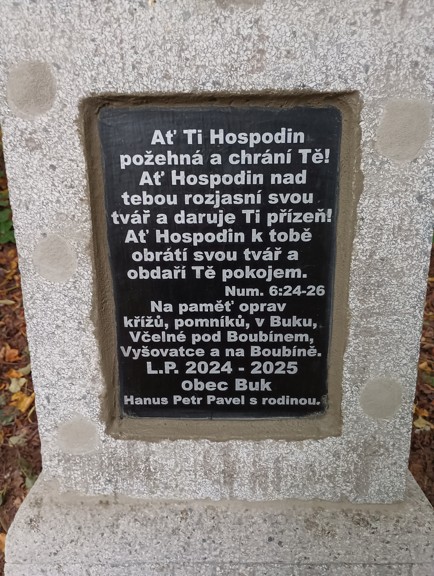 Ať Ti Hospodin
požehná a chrání Tě!
Ať Hospodin nad
tebou rozjasní svou
tvář a daruje Ti přízeň!
Ať Hospodin k tobě
obrátí svou tvář a
obdaří Tě pokojem.
Num. 6:24-26
Na paměť oprav
křížů, pomníků, v Buku,
Včelné pod Boubínem,
Vyšovatce a na Boubíně.
L.P. 2024 - 2025
obec Buk
Hanus Petr Pavel s rodinou.